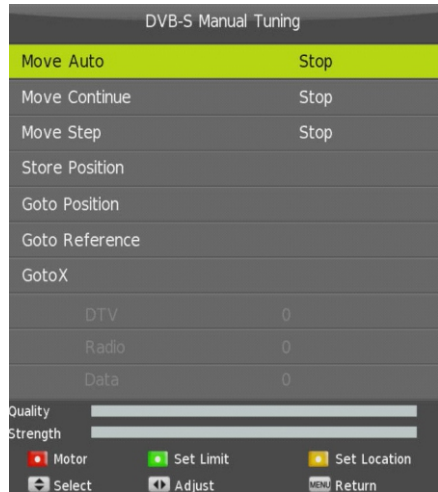 DVB-S Manual Tuning
Move Auto Stop
Move Continue Stop
Move Step Stop
Store Position
Goto Position
Goto Reference
GotoX
DTV 0
Radio 0
Data 0
Quality
Strength
Motor Set Limit Set Location
Select Adjust MENU Return